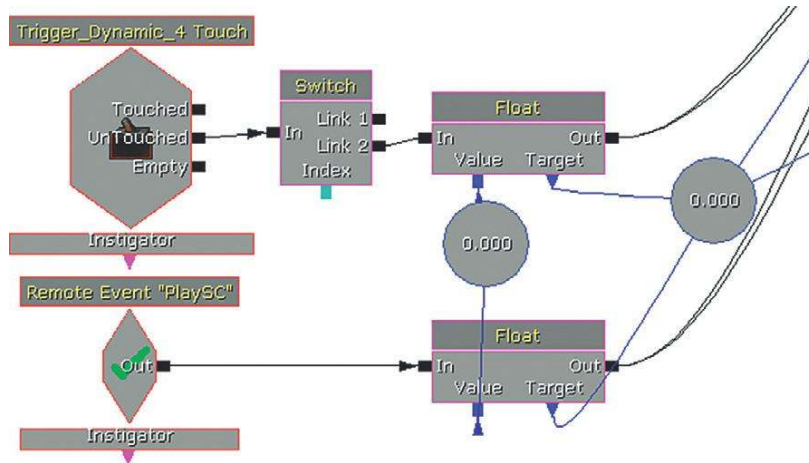 Trigger_Dynamic_4 Touch
Touched
UnTouched
Empty
Instigator
Switch
In
Link 1
Link 2
Index
Float
In
Out
Value
Target
0.000
0.000
Remote Event "PlaySC"
Out
Instigator
Float
In
Out
Value
Target